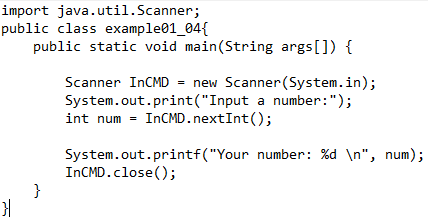 import java.util.Scanner;
public class example01_04{
    public static void main(String args[]) {

        Scanner InCMD = new Scanner(System.in);
        System.out.print("Input a number:");
        int num = InCMD.nextInt();

        System.out.printf("Your number: %d \n", num);
        InCMD.close();
    }
}